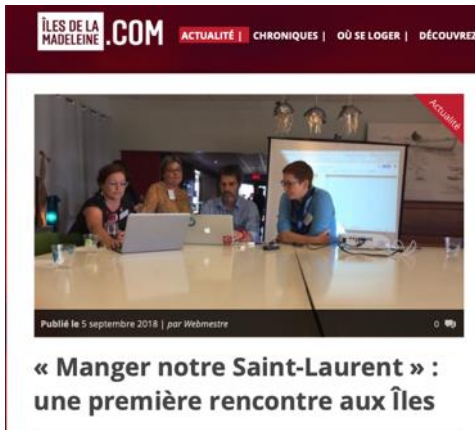 ÎLES DE LA
MADELEINE .COM
ACTUALITÉ | CHRONIQUES | OÙ SE LOGER | DÉCOUVREZ
Actualité
Publié le 5 septembre 2018 | par Webmestre
0
« Manger notre Saint-Laurent » :
une première rencontre aux Îles